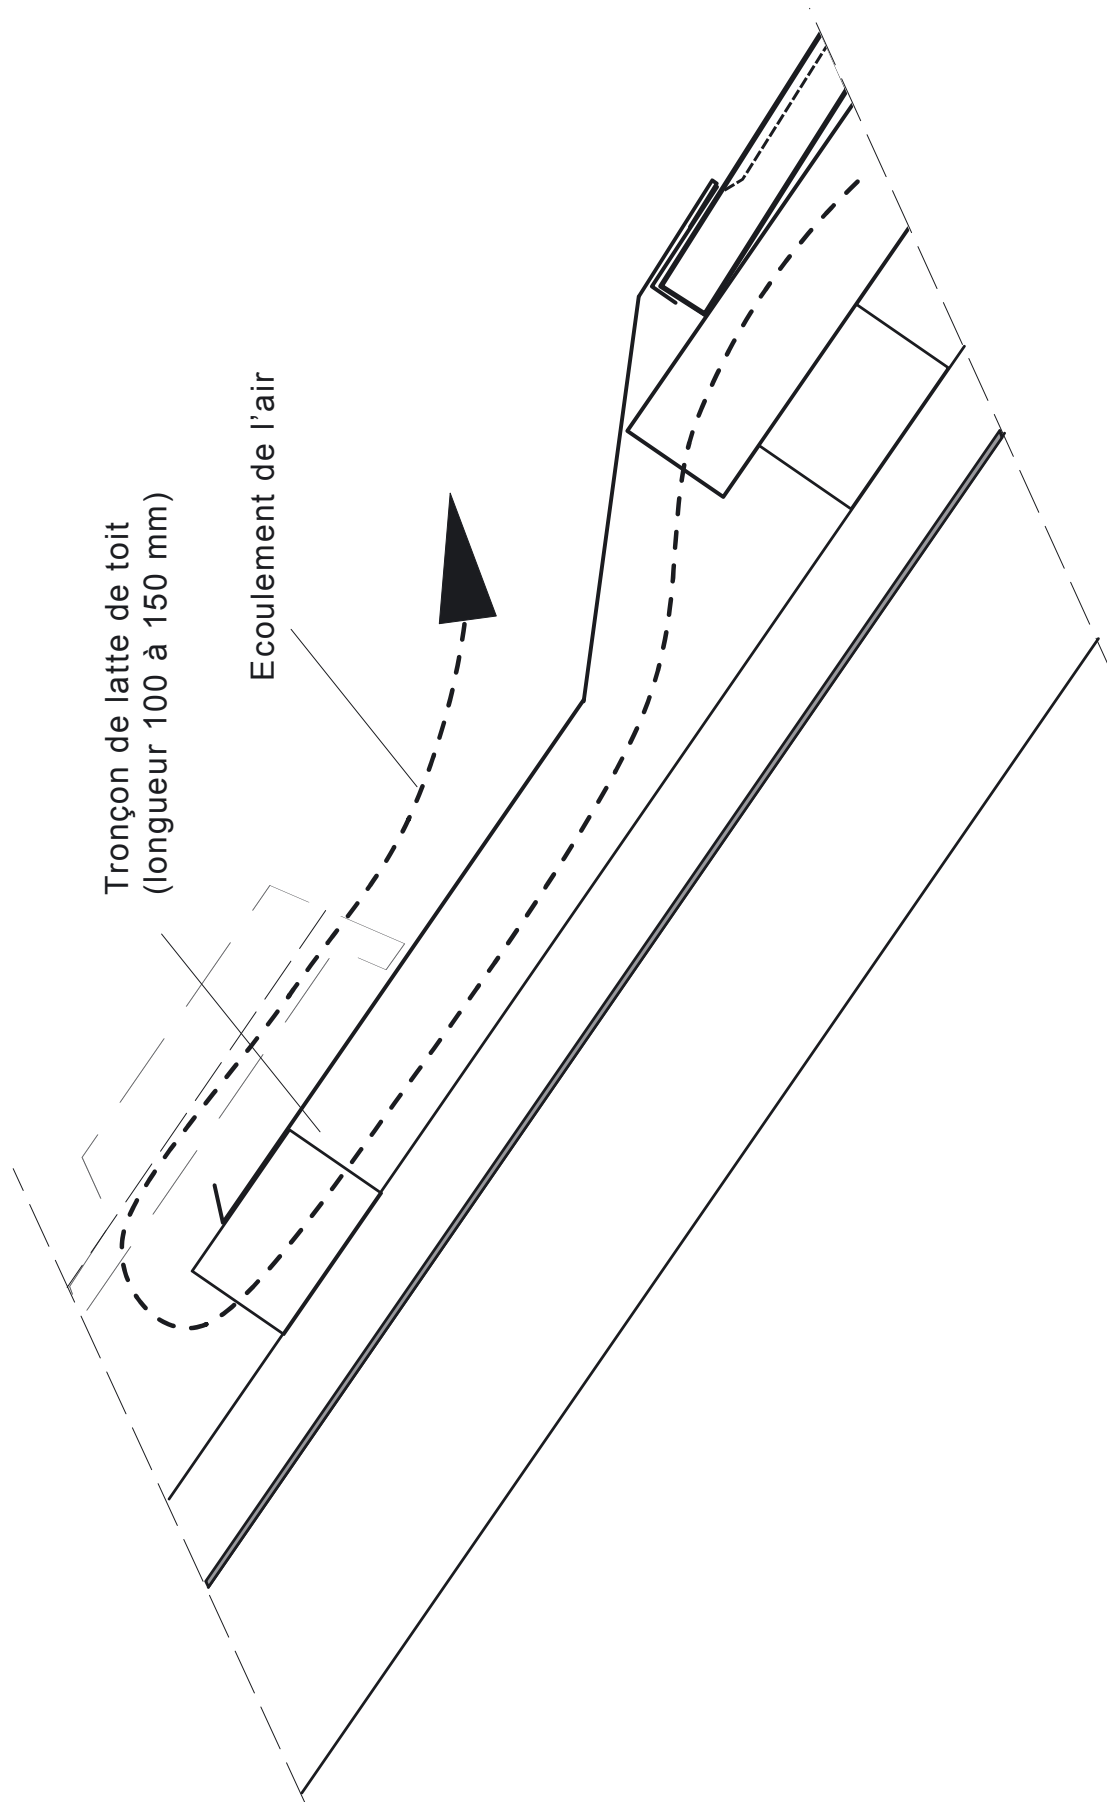 Tronçon de latte de toit
(longueur 100 à 150 mm)
Ecoulement de l’air